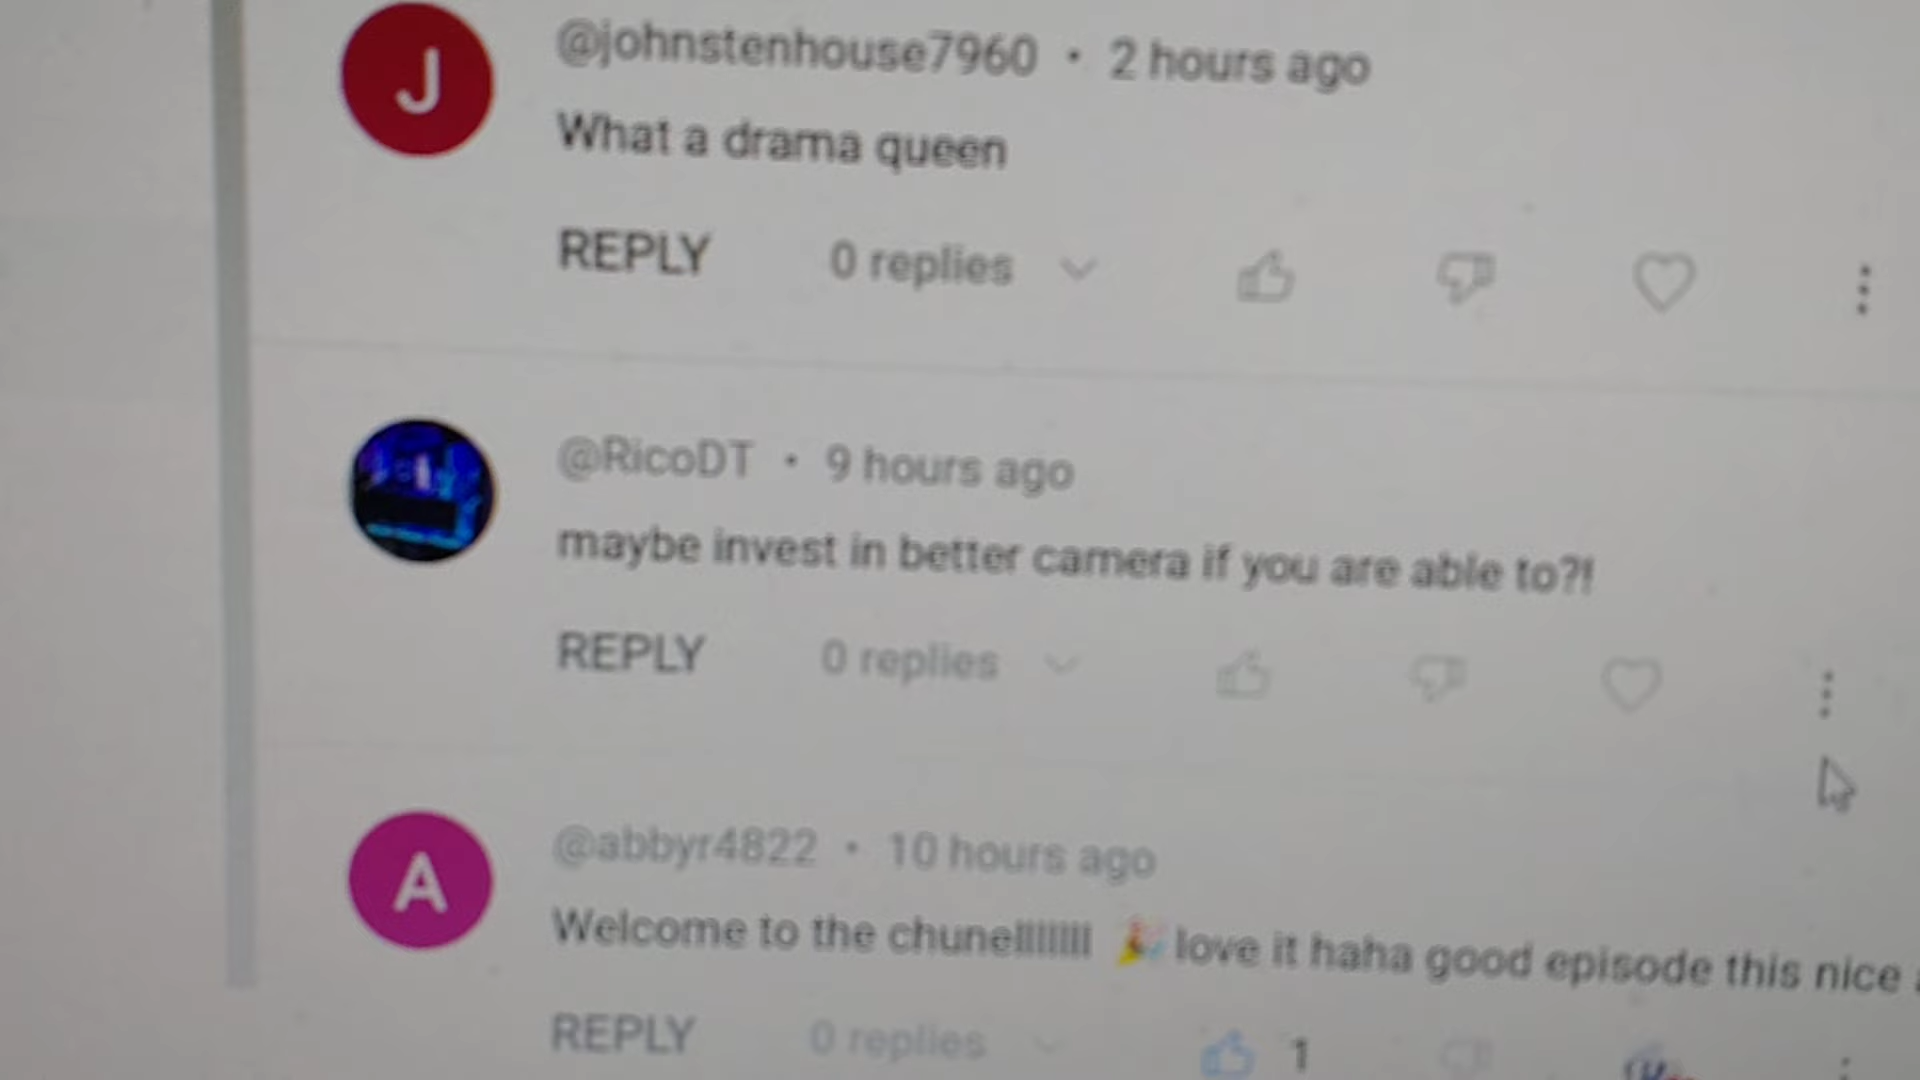 J
@johnstenhouse7960 • 2 hours ago
What a drama queen
REPLY 0 replies
@RicoDT • 9 hours ago
maybe invest in better camera if you are able to?!
REPLY 0 replies
A
@abbyr4822 • 10 hours ago
Welcome to the chunelllllll 🎉 love it haha good episode this nice
REPLY 0 replies 1